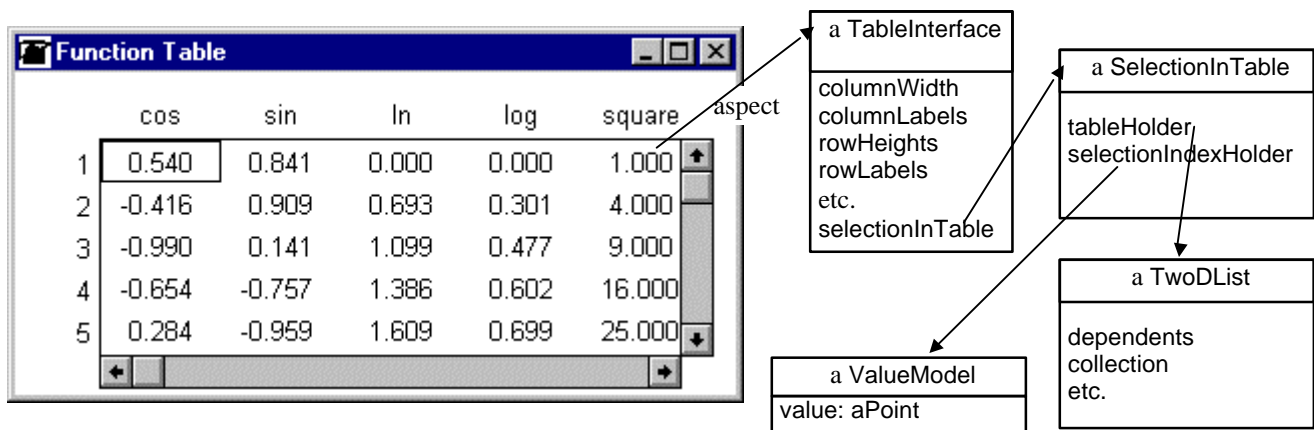 Function Table
cos sin ln log square
1 0.540 0.841 0.000 0.000 1.000
2 -0.416 0.909 0.693 0.301 4.000
3 -0.990 0.141 1.099 0.477 9.000
4 -0.654 -0.757 1.386 0.602 16.000
5 0.284 -0.959 1.609 0.699 25.000
aspect
a TableInterface
columnWidth
columnLabels
rowHeights
rowLabels
etc.
selectionInTable
a SelectionInTable
tableHolder
selectionIndexHolder
a TwoDList
dependents
collection
etc.
a ValueModel
value: aPoint